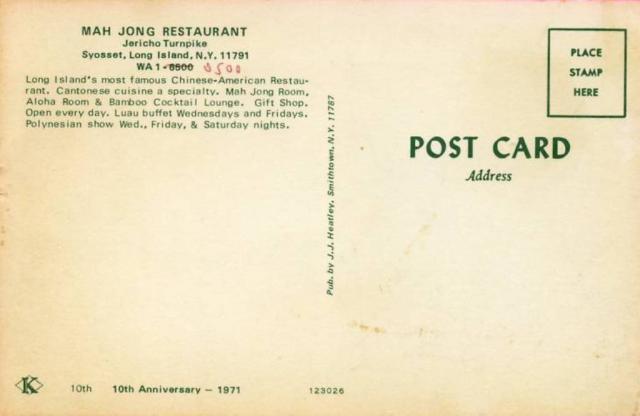 MAH JONG RESTAURANT
Jericho Turnpike
Syosset, Long Island, N.Y. 11791
WA 1-6500 0500
Long Island's most famous Chinese-American Restau-
rant. Cantonese cuisine a specialty. Mah Jong Room,
Aloha Room & Bamboo Cocktail Lounge. Gift Shop.
Open every day. Luau buffet Wednesdays and Fridays.
Polynesian show Wed., Friday, & Saturday nights.
Pub. by J.J. Heatley, Smithtown, N.Y. 11787
PLACE
STAMP
HERE
POST CARD
Address
K
10th 10th Anniversary – 1971 123026